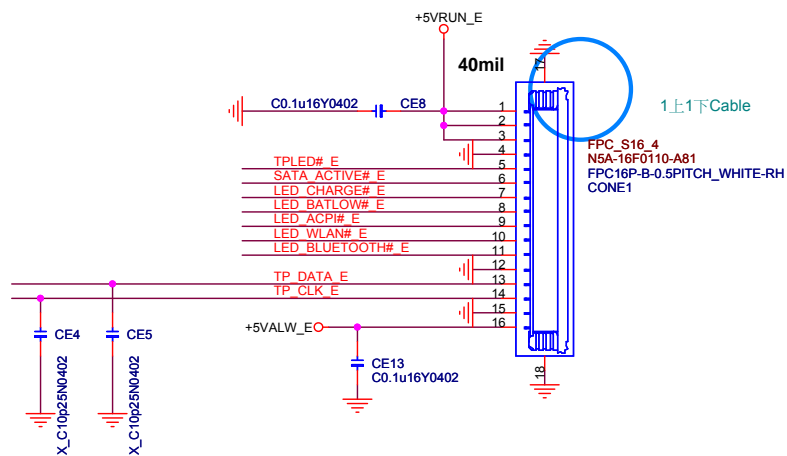 +5VRUN_E
40mil
17
C0.1u16Y0402
CE8
1上1下Cable
1
2
3
4
5
6
7
8
9
10
11
12
13
14
15
16
FPC_S16_4
N5A-16F0110-A81
FPC16P-B-0.5PITCH_WHITE-RH
CONE1
TPLED#_E
SATA_ACTIVE#_E
LED_CHARGE#_E
LED_BATLOW#_E
LED_ACPI#_E
LED_WLAN#_E
LED_BLUETOOTH#_E
TP_DATA_E
TP_CLK_E
+5VALW_E
CE4
CE5
X_C10p25N0402
X_C10p25N0402
CE13
C0.1u16Y0402
18